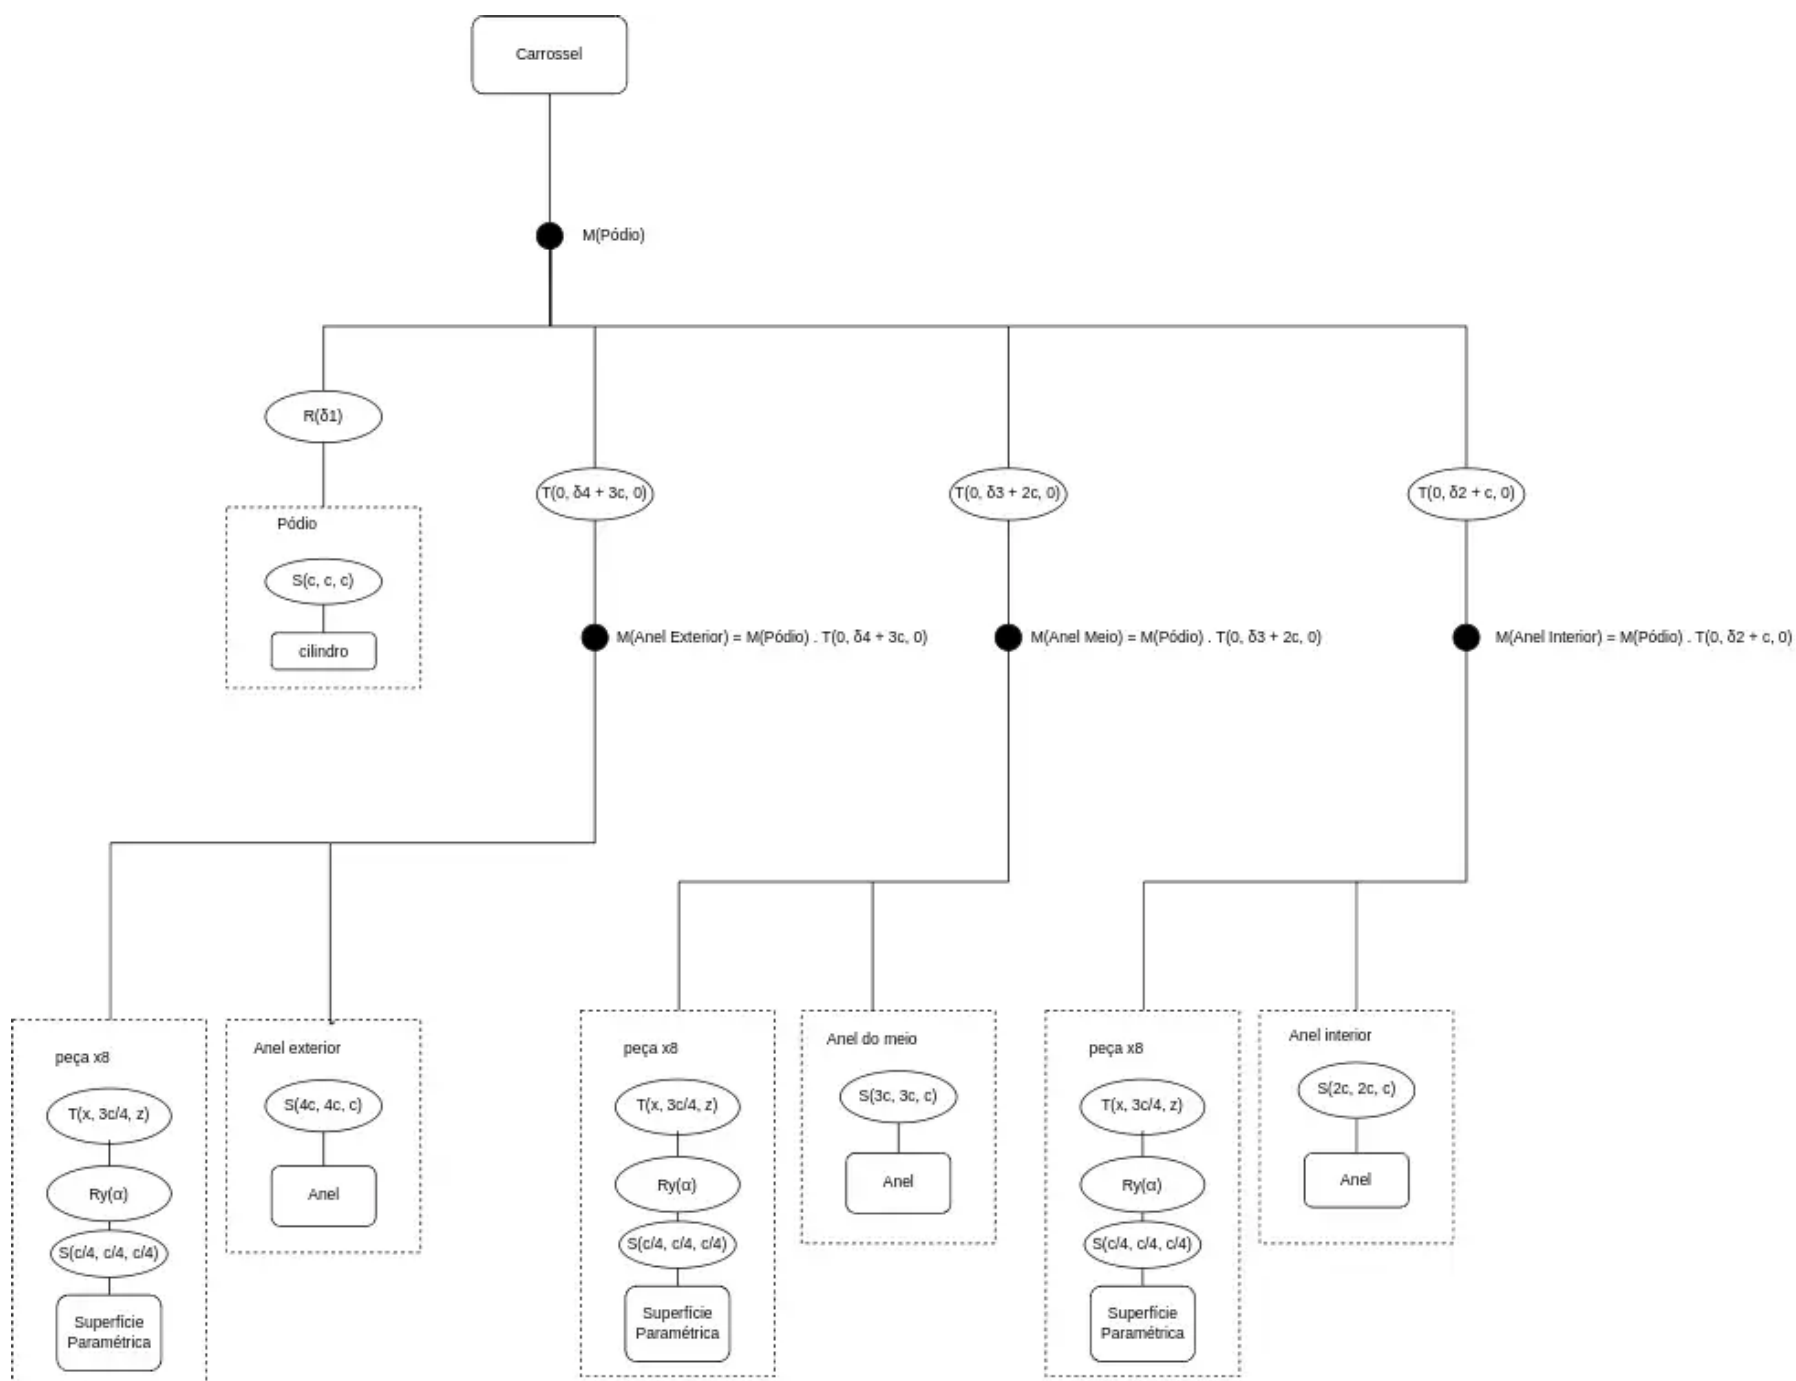 Carrossel
M(Pódio)
R(δ1)
T(0, δ4 + 3c, 0)
T(0, δ3 + 2c, 0)
T(0, δ2 + c, 0)
Pódio
S(c, c, c)
cilindro
M(Anel Exterior) = M(Pódio) . T(0, δ4 + 3c, 0)
M(Anel Meio) = M(Pódio) . T(0, δ3 + 2c, 0)
M(Anel Interior) = M(Pódio) . T(0, δ2 + c, 0)
peça x8
T(x, 3c/4, z)
Ry(α)
S(c/4, c/4, c/4)
Superfície
Paramétrica
Anel exterior
S(4c, 4c, c)
Anel
peça x8
T(x, 3c/4, z)
Ry(α)
S(c/4, c/4, c/4)
Superfície
Paramétrica
Anel do meio
S(3c, 3c, c)
Anel
peça x8
T(x, 3c/4, z)
Ry(α)
S(c/4, c/4, c/4)
Superfície
Paramétrica
Anel interior
S(2c, 2c, c)
Anel